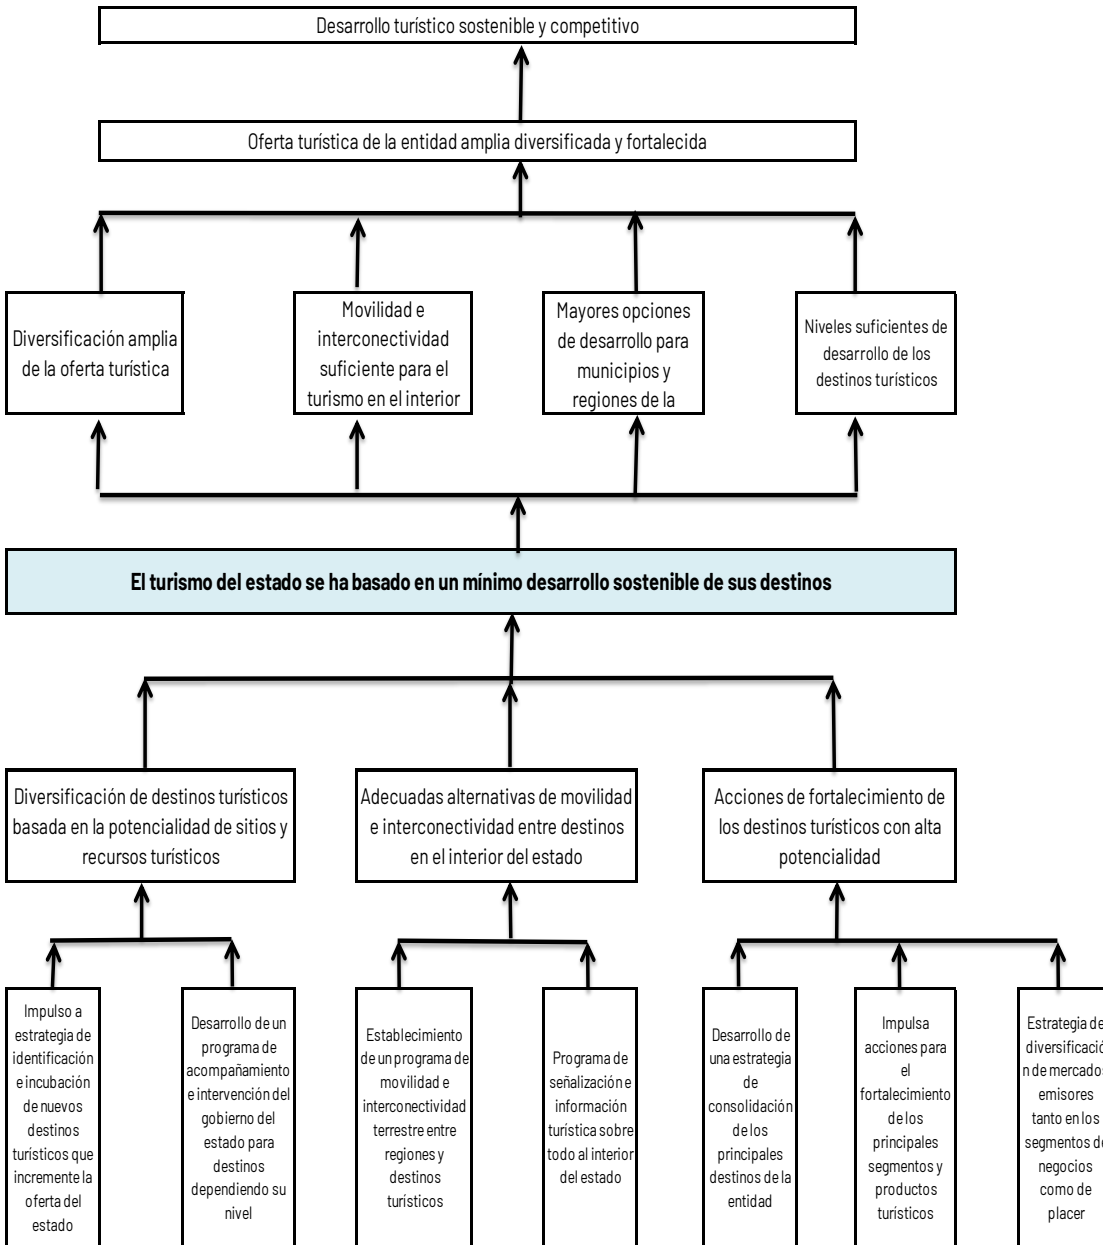 Desarrollo turístico sostenible y competitivo
Oferta turística de la entidad amplia diversificada y fortalecida
Diversificación amplia
de la oferta turística
Movilidad e
interconectividad
suficiente para el
turismo en el interior
Mayores opciones
de desarrollo para
municipios y
regiones de la
Niveles suficientes de
desarrollo de los
destinos turísticos
El turismo del estado se ha basado en un mínimo desarrollo sostenible de sus destinos
Diversificación de destinos turísticos
basada en la potencialidad de sitios y
recursos turísticos
Adecuadas alternativas de movilidad
e interconectividad entre destinos
en el interior del estado
Acciones de fortalecimiento de
los destinos turísticos con alta
potencialidad
Impulso a
estrategia de
identificación
e incubación
de nuevos
destinos
turísticos que
incremente la
oferta del
estado
Desarrollo de un
programa de
acompañamiento
e intervención del
gobierno del
estado para
destinos
dependiendo su
nivel
Establecimiento
de un programa de
movilidad e
interconectividad
terrestre entre
regiones y
destinos
turísticos
Programa de
señalización e
información
turística sobre
todo al interior
del estado
Desarrollo de
una estrategia
de
consolidación
de los
principales
destinos de la
entidad
Impulsa
acciones para
el
fortalecimiento
de los
principales
segmentos y
productos
turísticos
Estrategia de
diversificació
n de mercados
emisores
tanto en los
segmentos de
negocios
como de
placer